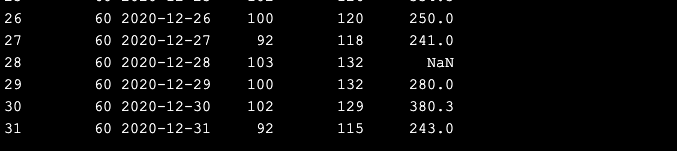 26 60 2020-12-26 100 120 250.0
27 60 2020-12-27 92 118 241.0
28 60 2020-12-28 103 132 NaN
29 60 2020-12-29 100 132 280.0
30 60 2020-12-30 102 129 380.3
31 60 2020-12-31 92 115 243.0